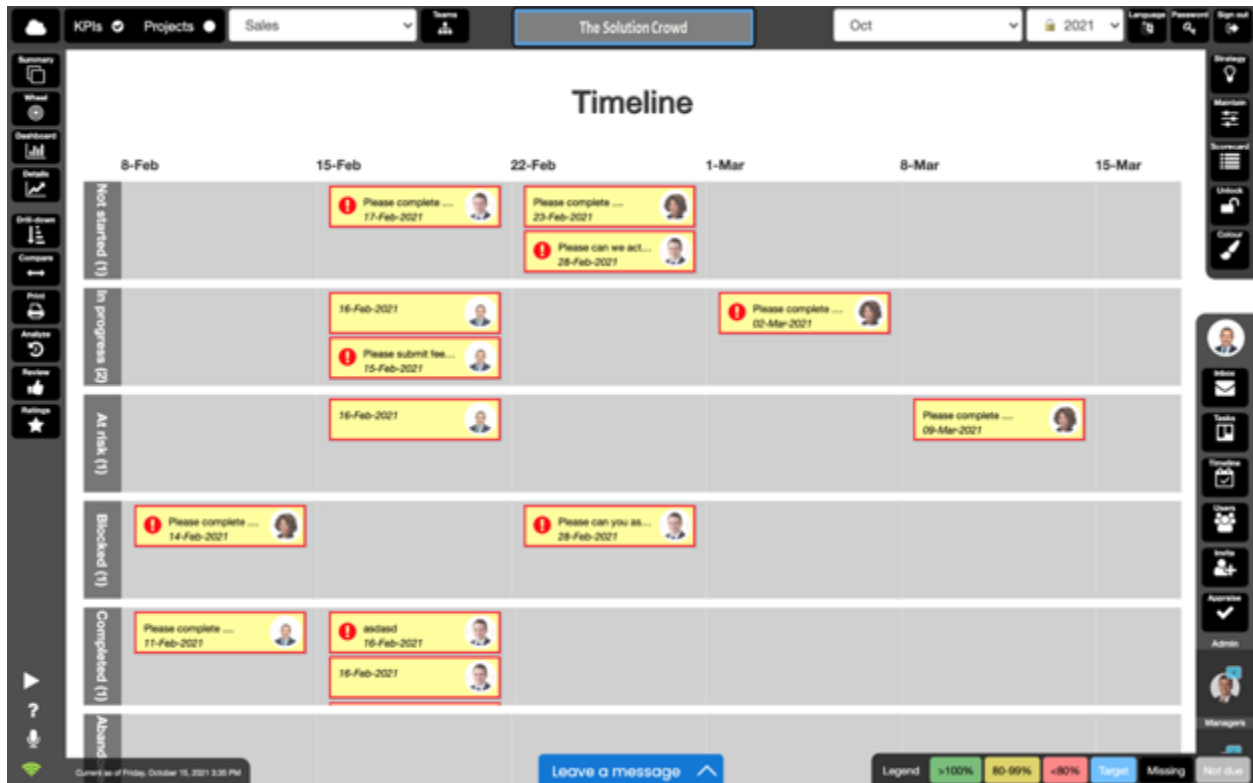 KPIs Projects Sales Teams The Solution Crowd Oct 2021 Language Password Sign out
Timeline
8-Feb 15-Feb 22-Feb 1-Mar 8-Mar 15-Mar
Not started (1)
Please complete ....
17-Feb-2021
Please complete ....
23-Feb-2021
Please can we act...
28-Feb-2021
In progress (2)
16-Feb-2021
Please submit fee...
15-Feb-2021
Please complete ....
02-Mar-2021
At risk (1)
16-Feb-2021
Please complete ....
09-Mar-2021
Blocked (1)
Please complete ....
14-Feb-2021
Please can you as...
28-Feb-2021
Completed (1)
Please complete ....
11-Feb-2021
asdasd
16-Feb-2021
16-Feb-2021
Summary
Wheel
Dashboard
Details
Drill-down
Compare
Print
Analyze
Review
Ratings
?
Strategy
Maintain
Scorecard
Unlock
Colour
Inbox
Tasks
Timeline
Users
Invite
Appraise
Admin
Managers
Current as of Friday, October 15, 2021 3:35 PM
Leave a message
Legend >100% 80-99% <80% Target Missing Not due